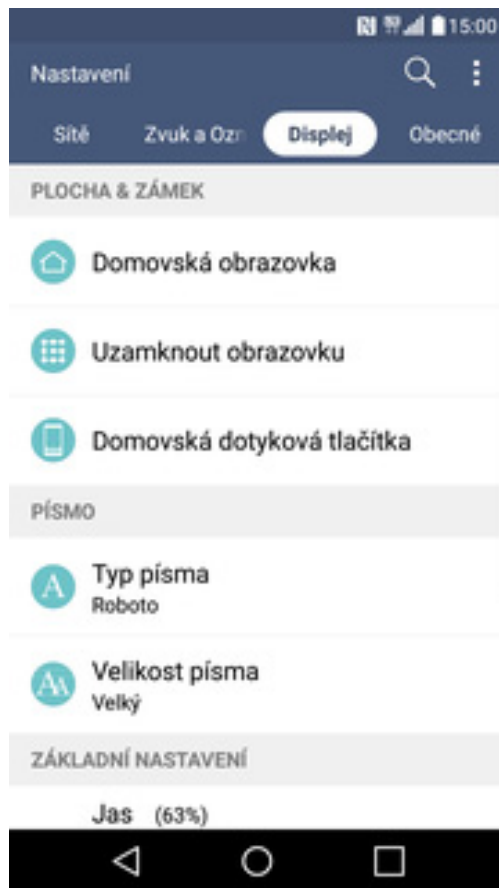 15:00
Nastavení
Sítě Zvuk a Ozn Displej Obecné
PLOCHA & ZÁMEK
Domovská obrazovka
Uzamknout obrazovku
Domovská dotyková tlačítka
PÍSMO
Typ písma
Roboto
Velikost písma
Velký
ZÁKLADNÍ NASTAVENÍ
Jas (63%)